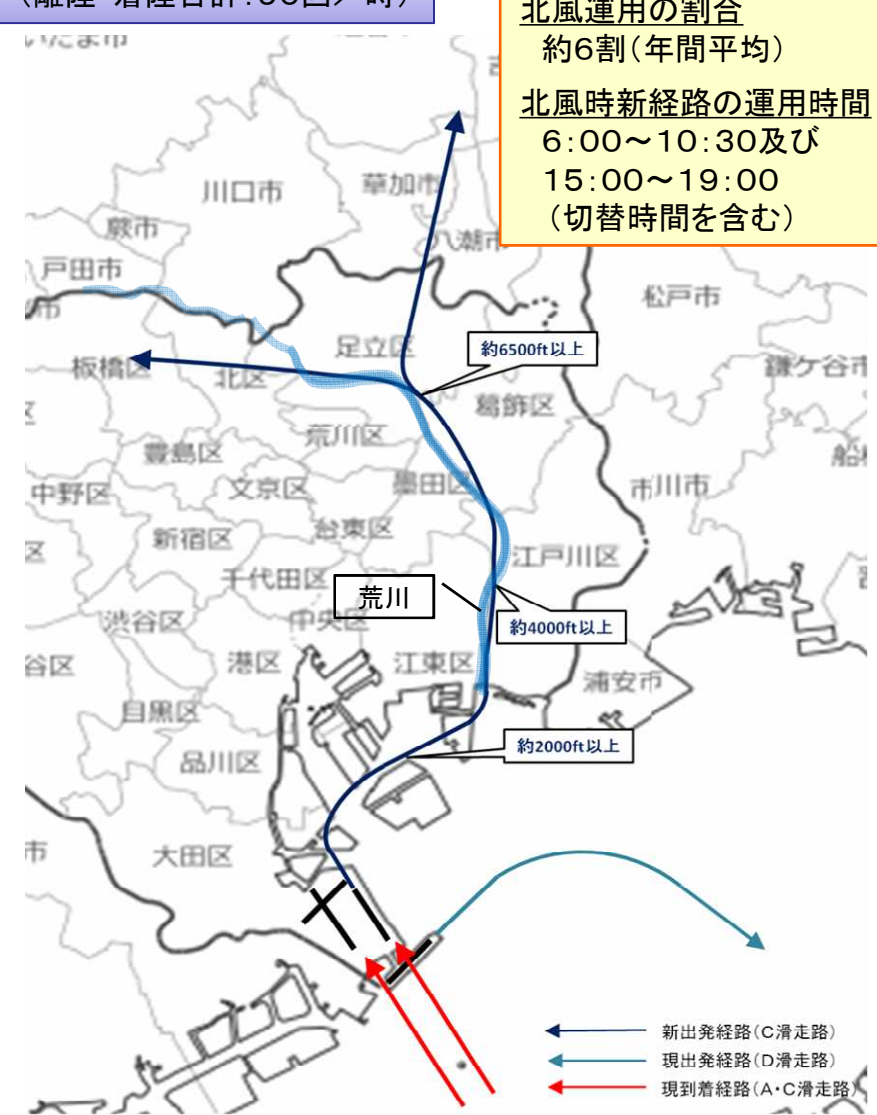 北風運用の割合
約6割(年間平均)
北風時新経路の運用時間
6:00〜10:30及び
15:00〜19:00
(切替時間を含む)
川口市
草加市
蕨市
八潮市
戸田市
松戸市
足立区
約6500ft以上
板橋区
北区
鎌ケ谷市
葛飾区
荒川区
豊島区
中野区
文京区
墨田区
市川市
新宿区
台東区
江戸川区
千代田区
荒川
渋谷区
中央区
約4000ft以上
港区
江東区
浦安市
目黒区
約2000ft以上
品川区
大田区
新出発経路(C滑走路)
現出発経路(D滑走路)
現到着経路(A・C滑走路)